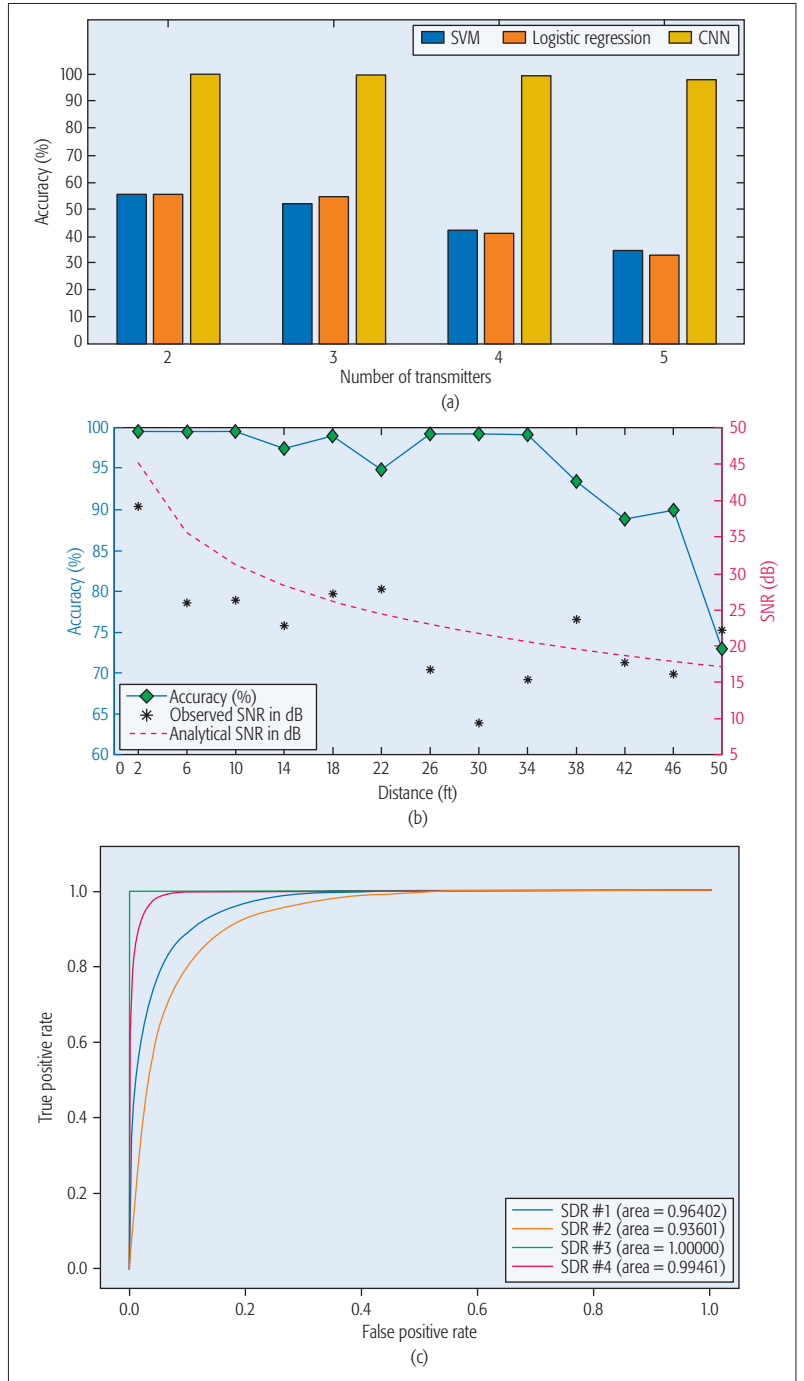 SVM
Logistic regression
CNN
Accuracy (%)
100
90
80
70
60
50
40
30
20
10
0
2
3
4
5
Number of transmitters
(a)
Accuracy (%)
100
95
90
85
80
75
70
65
60
SNR (dB)
50
45
40
35
30
25
20
15
10
5
Accuracy (%)
Observed SNR in dB
Analytical SNR in dB
0 2 6 10 14 18 22 26 30 34 38 42 46 50
Distance (ft)
(b)
True positive rate
1.0
0.8
0.6
0.4
0.2
0.0
SDR #1 (area = 0.96402)
SDR #2 (area = 0.93601)
SDR #3 (area = 1.00000)
SDR #4 (area = 0.99461)
0.0 0.2 0.4 0.6 0.8 1.0
False positive rate
(c)